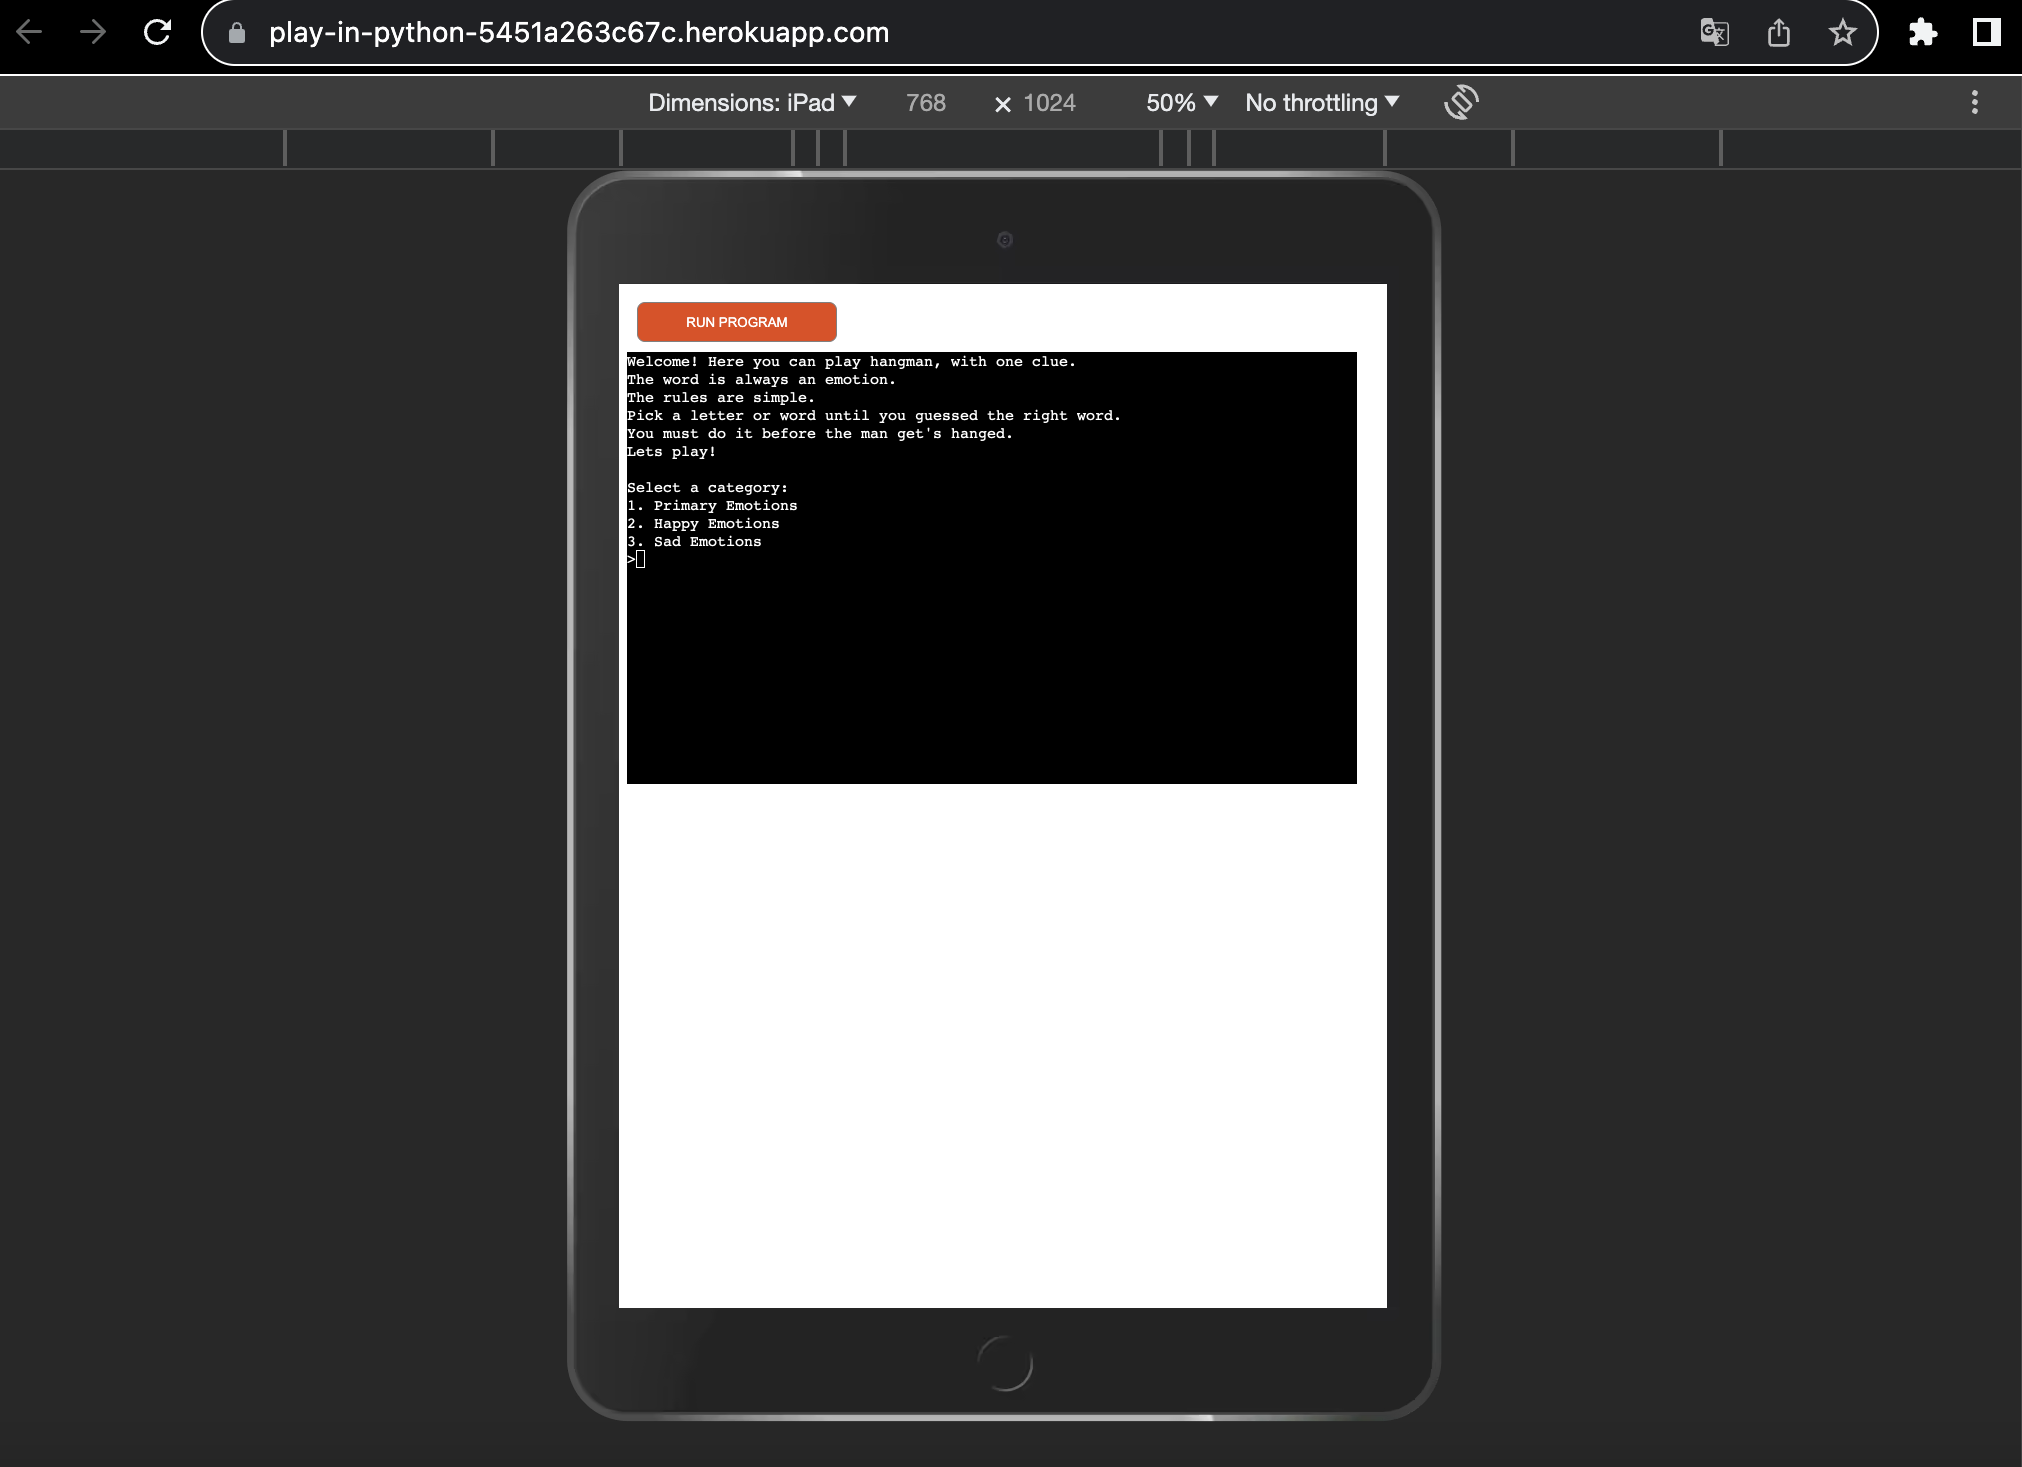 play-in-python-5451a263c67c.herokuapp.com
Dimensions: iPad 768 × 1024 50% No throttling
RUN PROGRAM
Welcome! Here you can play hangman, with one clue.
The word is always an emotion.
The rules are simple.
Pick a letter or word until you guessed the right word.
You must do it before the man get's hanged.
Lets play!
Select a category:
1. Primary Emotions
2. Happy Emotions
3. Sad Emotions
>